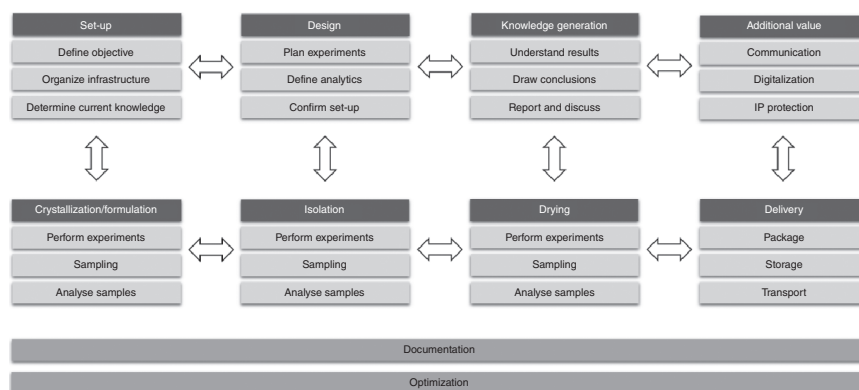 Set-up
Define objective
Organize infrastructure
Determine current knowledge
Design
Plan experiments
Define analytics
Confirm set-up
Knowledge generation
Understand results
Draw conclusions
Report and discuss
Additional value
Communication
Digitalization
IP protection
Crystallization/formulation
Perform experiments
Sampling
Analyse samples
Isolation
Perform experiments
Sampling
Analyse samples
Drying
Perform experiments
Sampling
Analyse samples
Delivery
Package
Storage
Transport
Documentation
Optimization